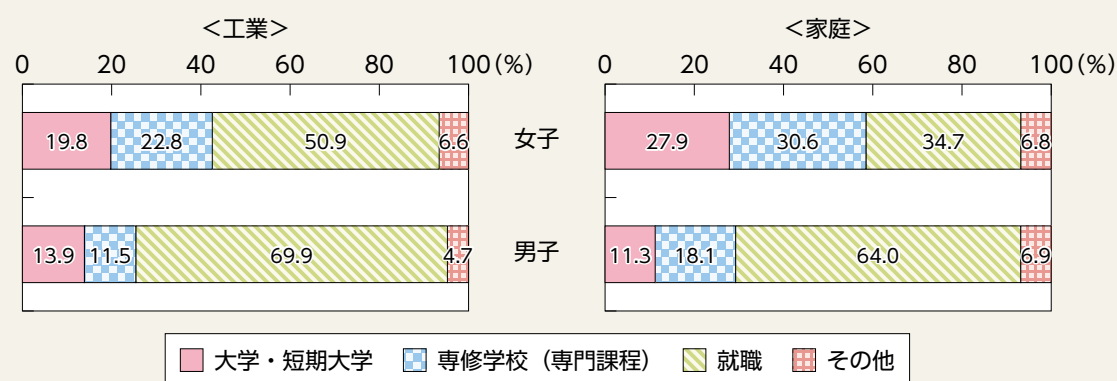 ＜工業＞ ＜家庭＞
0 20 40 60 80 100(%) 0 20 40 60 80 100(%)
19.8 22.8 50.9 6.6 女子 27.9 30.6 34.7 6.8
13.9 11.5 69.9 4.7 男子 11.3 18.1 64.0 6.9
大学・短期大学 専修学校（専門課程） 就職 その他